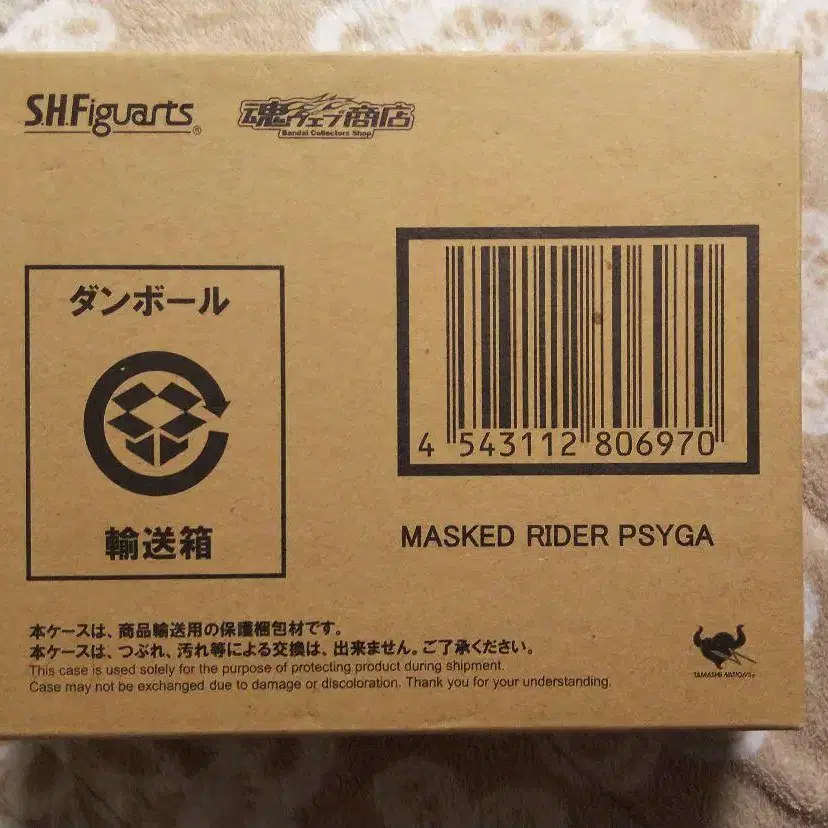 S.H.Figuarts®
魂ウェブ商店
Bandai Collectors Shop
ダンボール
輸送箱
4 543112 806970
MASKED RIDER PSYGA
本ケースは、商品輸送用の保護梱包材です。
本ケースは、つぶれ、汚れ等による交換は、出来ません。ご了承ください。
This case is used solely for the purpose of protecting product during shipment.
Case may not be exchanged due to damage or discoloration. Thank you for your understanding.
TAMASHII NATIONS